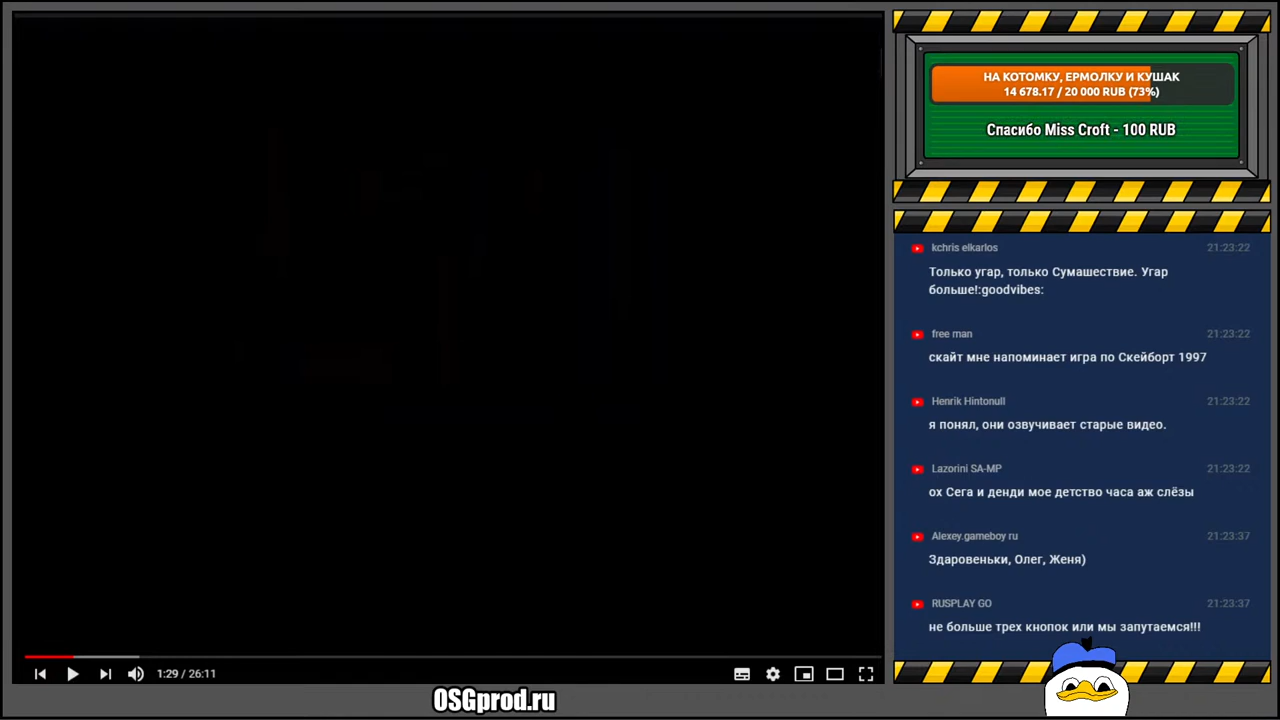 НА КОТОМКУ, ЕРМОЛКУ И КУШАК
14 678.17 / 20 000 RUB (73%)
Спасибо Miss Croft - 100 RUB
kchris elkarlos 21:23:22
Только угар, только Сумашествие. Угар
больше!:goodvibes:
free man 21:23:22
скайт мне напоминает игра по Скейборт 1997
Henrik Hintonull 21:23:22
я понял, они озвучивает старые видео.
Lazorini SA-MP 21:23:22
ох Сега и денди мое детство часа аж слёзы
Alexey.gameboy ru 21:23:37
Здаровеньки, Олег, Женя)
RUSPLAY GO 21:23:37
не больше трех кнопок или мы запутаемся!!!
1:29 / 26:11
OSGprod.ru